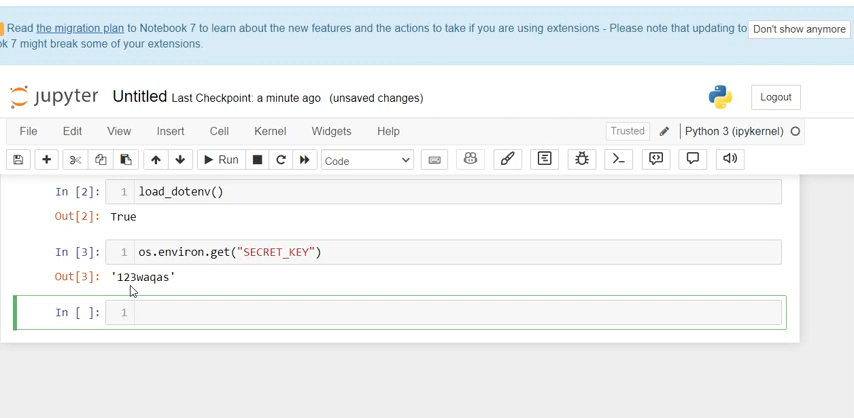 Read the migration plan to Notebook 7 to learn about the new features and the actions to take if you are using extensions - Please note that updating to Don't show anymore
ok 7 might break some of your extensions.
jupyter Untitled Last Checkpoint: a minute ago (unsaved changes) Logout
File Edit View Insert Cell Kernel Widgets Help Trusted Python 3 (ipykernel)
Run Code
In [2]: 1 load_dotenv()
Out[2]: True
In [3]: 1 os.environ.get("SECRET_KEY")
Out[3]: '123waqas'
In [ ]: 1